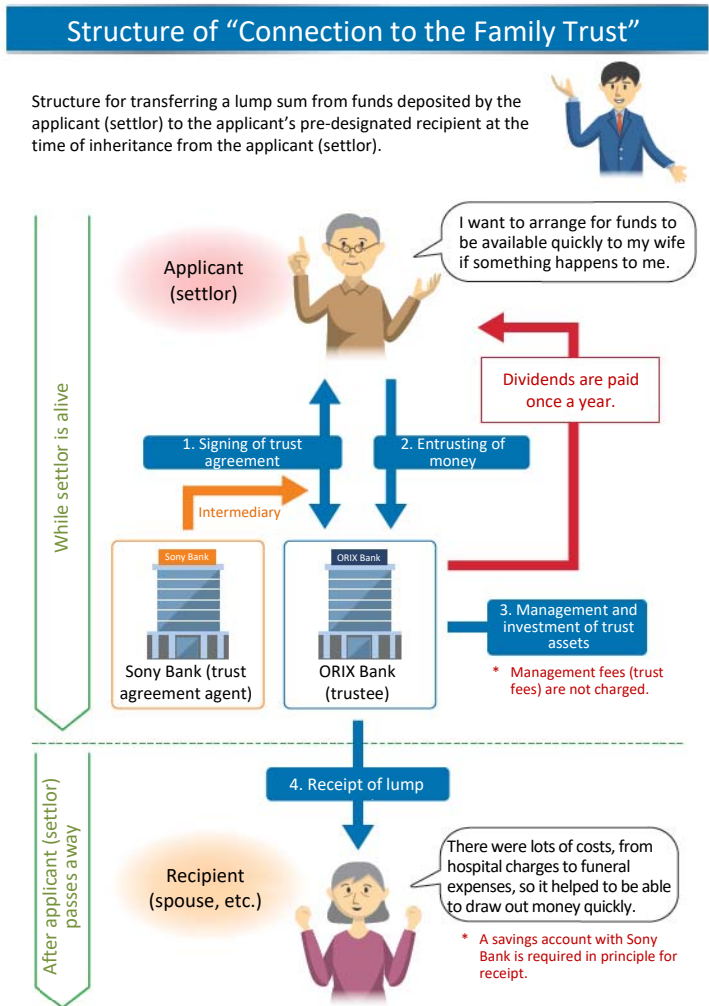 Structure of “Connection to the Family Trust”
Structure for transferring a lump sum from funds deposited by the
applicant (settlor) to the applicant’s pre-designated recipient at the
time of inheritance from the applicant (settlor).
I want to arrange for funds to
be available quickly to my wife
if something happens to me.
Applicant
(settlor)
While settlor is alive
Dividends are paid
once a year.
1. Signing of trust
agreement
2. Entrusting of
money
Intermediary
Sony Bank
ORIX Bank
Sony Bank (trust
agreement agent)
ORIX Bank
(trustee)
3. Management and
investment of trust
assets
* Management fees (trust
fees) are not charged.
4. Receipt of lump
After applicant (settlor)
passes away
Recipient
(spouse, etc.)
There were lots of costs, from
hospital charges to funeral
expenses, so it helped to be able
to draw out money quickly.
* A savings account with Sony
Bank is required in principle for
receipt.